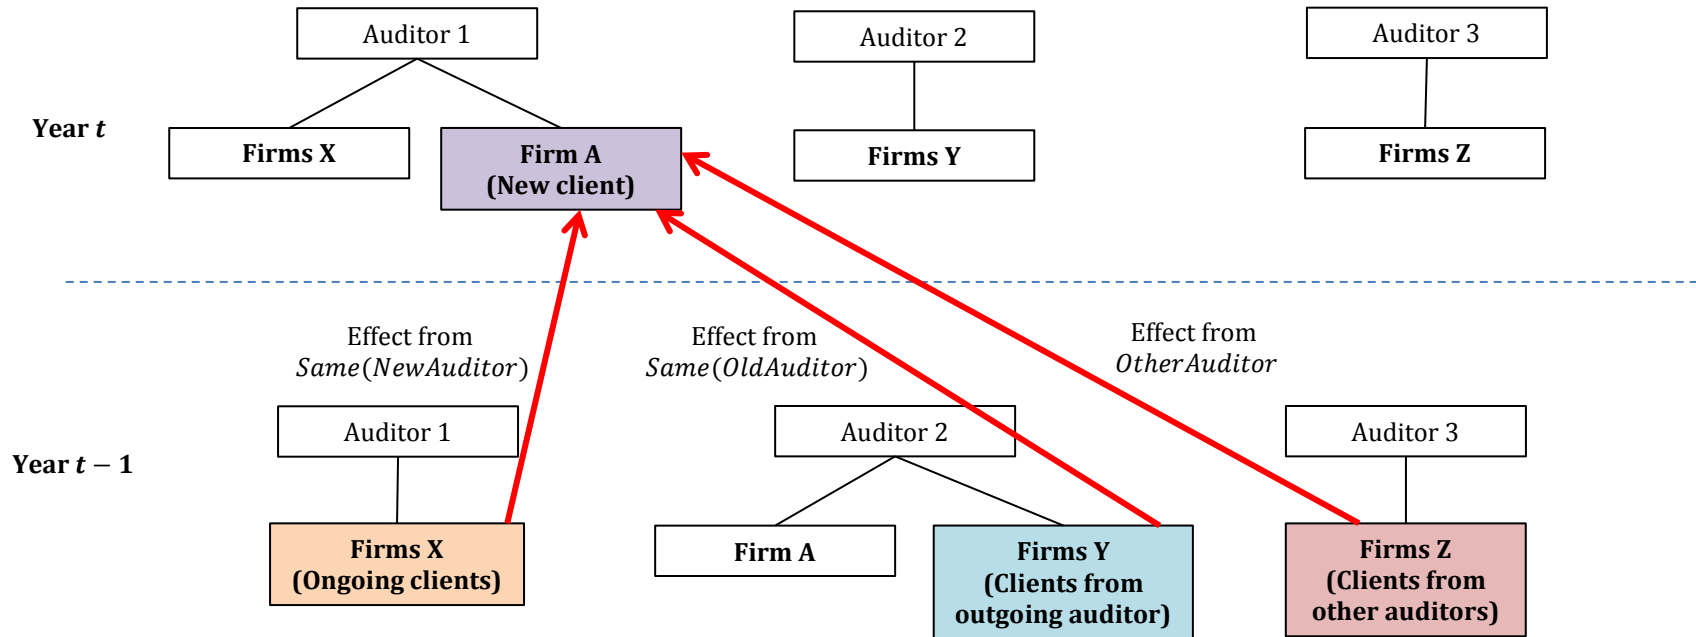 Auditor 1
Auditor 2
Auditor 3
Year t
Firms X
Firm A
(New client)
Firms Y
Firms Z
Effect from
Same(NewAuditor)
Effect from
Same(OldAuditor)
Effect from
OtherAuditor
Auditor 1
Auditor 2
Auditor 3
Year t − 1
Firms X
(Ongoing clients)
Firm A
Firms Y
(Clients from
outgoing auditor)
Firms Z
(Clients from
other auditors)